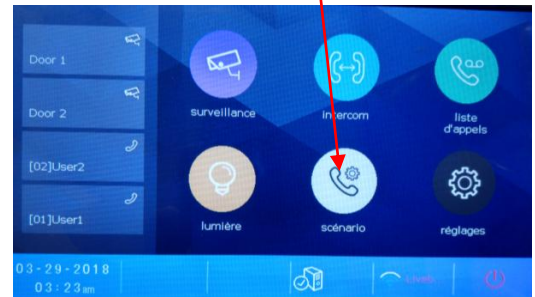 Door 1
Door 2
[02]User2
[01]User1
surveillance
intercom
liste
d'appels
lumière
scénario
réglages
03-29-2018
03:23am